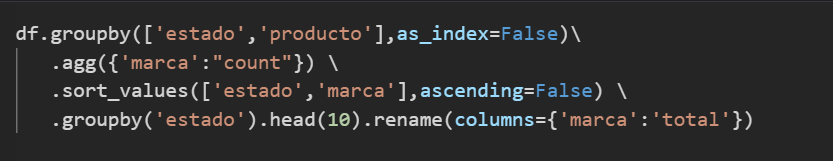 df.groupby(['estado','producto'],as_index=False)\
.agg({'marca':"count"}) \
.sort_values(['estado','marca'],ascending=False) \
.groupby('estado').head(10).rename(columns={'marca':'total'})